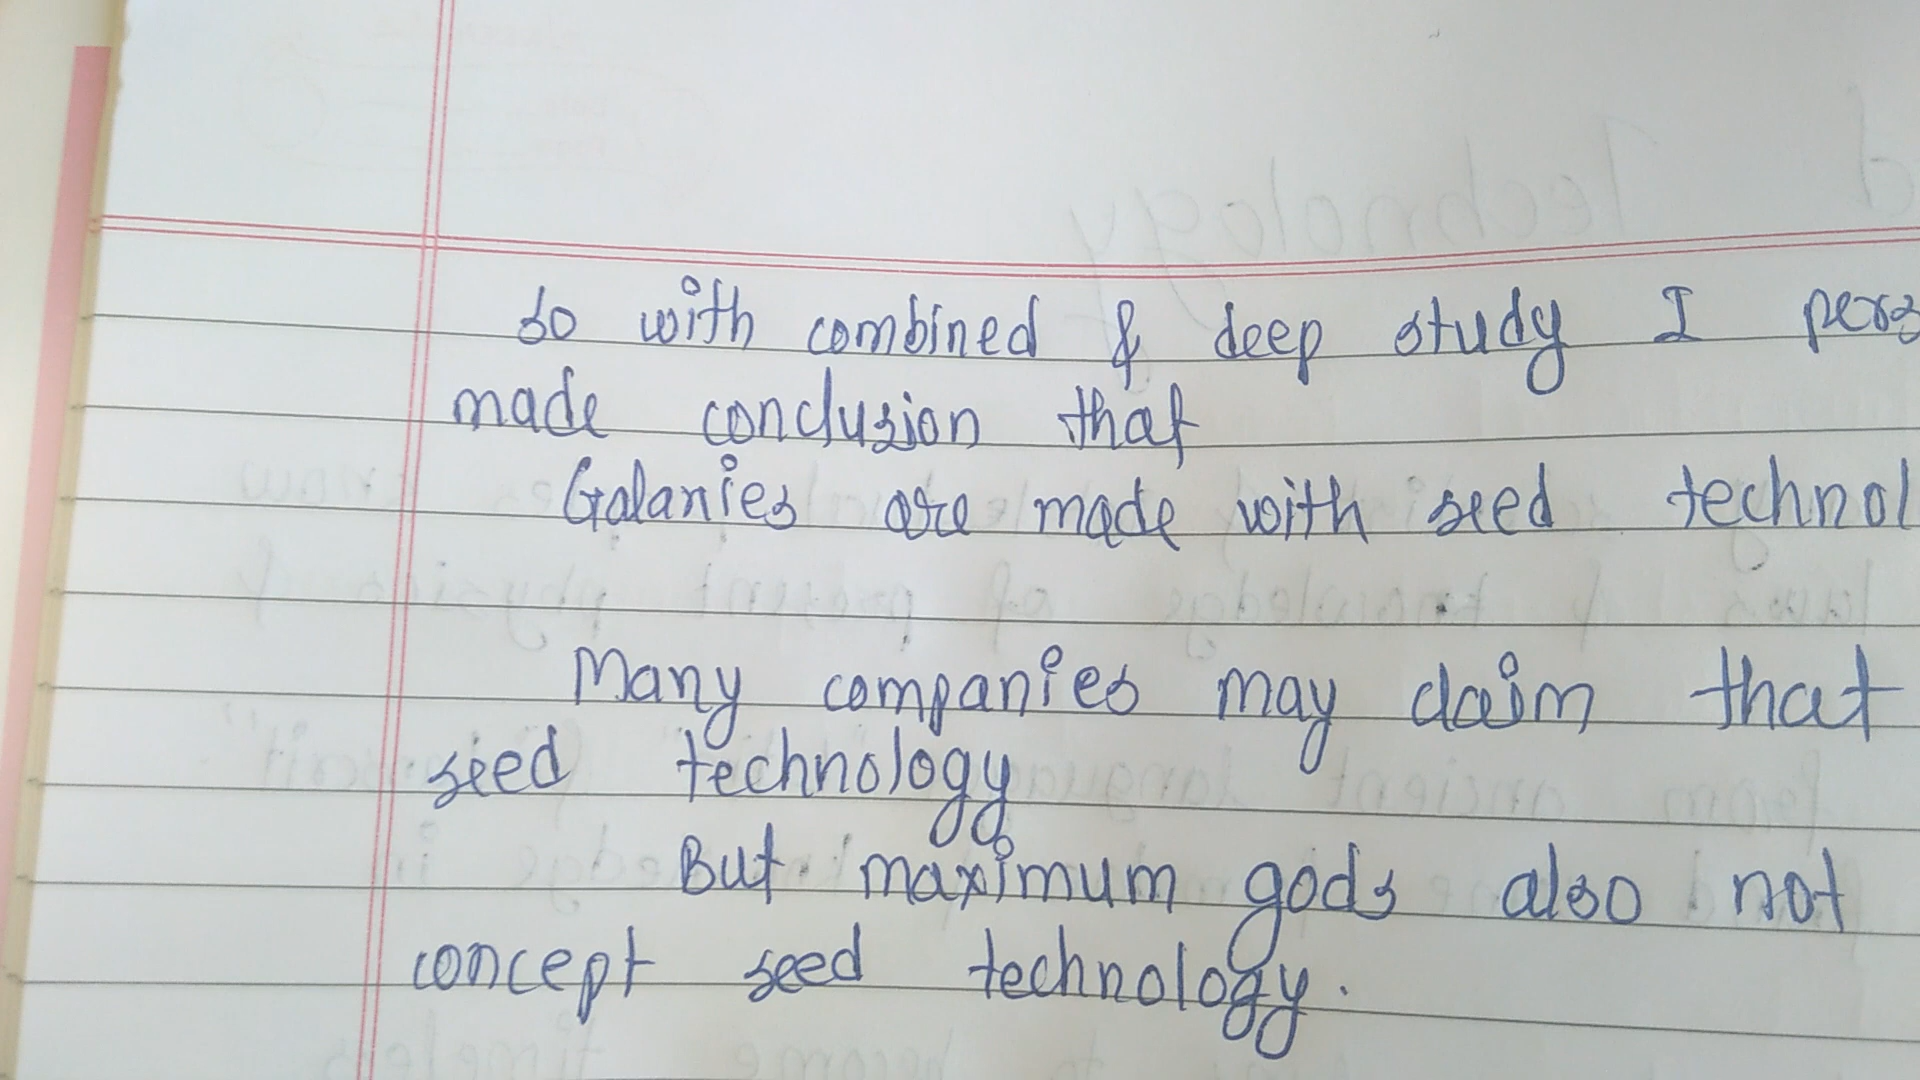 so with combined & deep study I pers
made conclusion that
Galanies are made with seed technol
Many companies may claim that
seed technology
But maximum gods also not
concept seed technology.